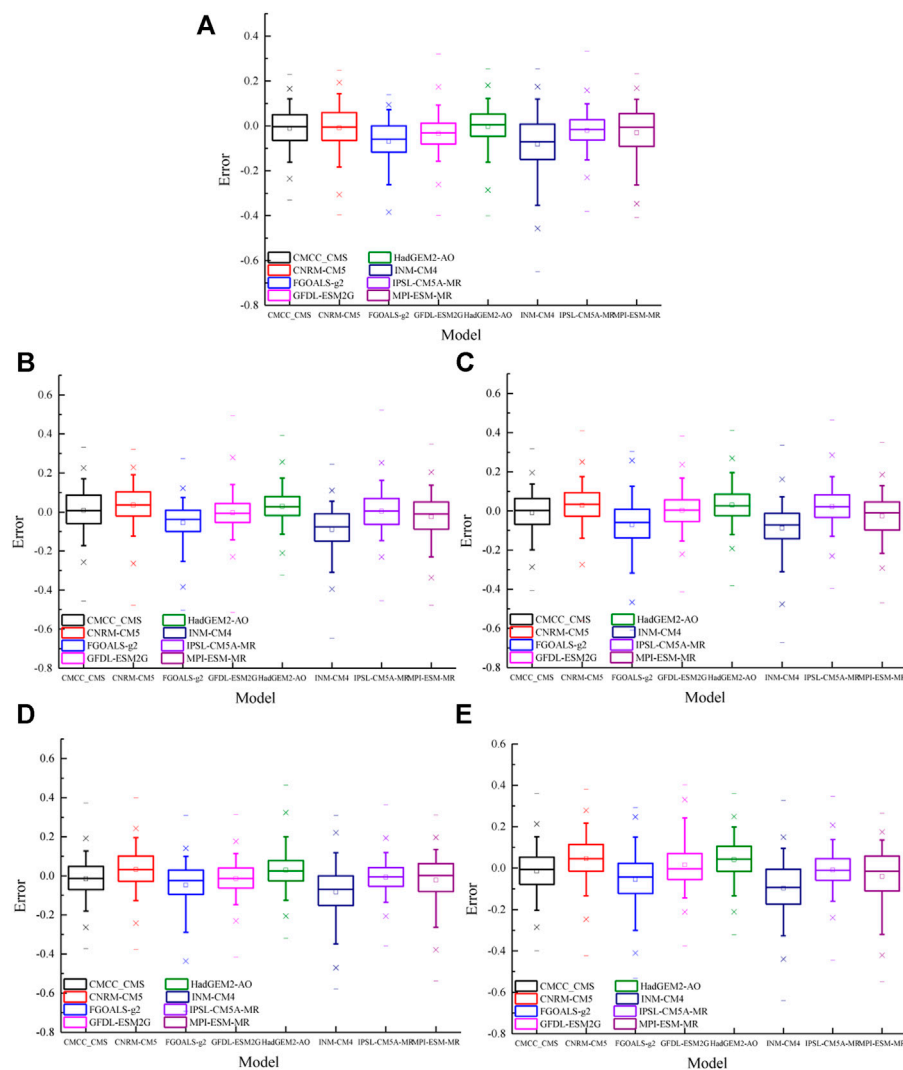 A
0.4
0.2
0.0
-0.2
-0.4
-0.6
-0.8
Error
CMCC_CMS
CNRM-CM5
FGOALS-g2
GFDL-ESM2G
HadGEM2-AO
INM-CM4
IPSL-CM5A-MR
MPI-ESM-MR
CMCC_CMS CNRM-CM5 FGOALS-g2 GFDL-ESM2G HadGEM2-AO INM-CM4 IPSL-CM5A-MR MPI-ESM-MR
Model
B
0.6
0.4
0.2
0.0
-0.2
-0.4
-0.6
-0.8
Error
CMCC_CMS
CNRM-CM5
FGOALS-g2
GFDL-ESM2G
HadGEM2-AO
INM-CM4
IPSL-CM5A-MR
MPI-ESM-MR
CMCC_CMS CNRM-CM5 FGOALS-g2 GFDL-ESM2G HadGEM2-AO INM-CM4 IPSL-CM5A-MR MPI-ESM-MR
Model
C
0.6
0.4
0.2
0.0
-0.2
-0.4
-0.6
-0.8
Error
CMCC_CMS
CNRM-CM5
FGOALS-g2
GFDL-ESM2G
HadGEM2-AO
INM-CM4
IPSL-CM5A-MR
MPI-ESM-MR
CMCC_CMS CNRM-CM5 FGOALS-g2 GFDL-ESM2G HadGEM2-AO INM-CM4 IPSL-CM5A-MR MPI-ESM-MR
Model
D
0.6
0.4
0.2
0.0
-0.2
-0.4
-0.6
-0.8
Error
CMCC_CMS
CNRM-CM5
FGOALS-g2
GFDL-ESM2G
HadGEM2-AO
INM-CM4
IPSL-CM5A-MR
MPI-ESM-MR
CMCC_CMS CNRM-CM5 FGOALS-g2 GFDL-ESM2G HadGEM2-AO INM-CM4 IPSL-CM5A-MR MPI-ESM-MR
Model
E
0.6
0.4
0.2
0.0
-0.2
-0.4
-0.6
-0.8
Error
CMCC_CMS
CNRM-CM5
FGOALS-g2
GFDL-ESM2G
HadGEM2-AO
INM-CM4
IPSL-CM5A-MR
MPI-ESM-MR
CMCC_CMS CNRM-CM5 FGOALS-g2 GFDL-ESM2G HadGEM2-AO INM-CM4 IPSL-CM5A-MR MPI-ESM-MR
Model